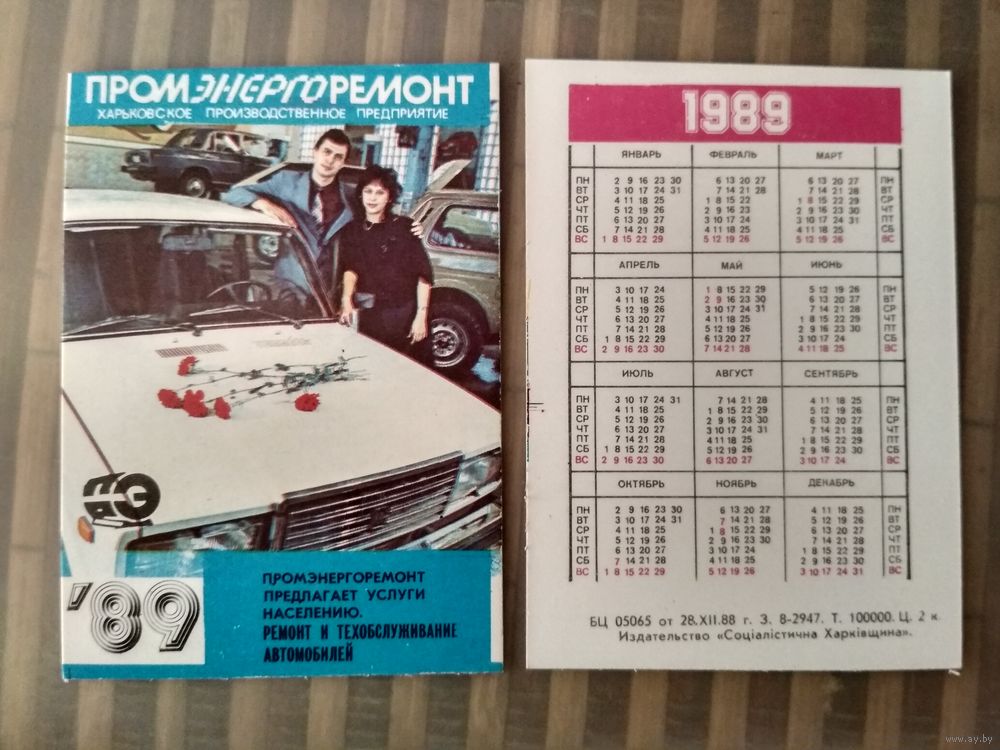 ПРОМЭНЕРГОРЕМОНТ
ХАРЬКОВСКОЕ ПРОИЗВОДСТВЕННОЕ ПРЕДПРИЯТИЕ
'89
ПРОМЭНЕРГОРЕМОНТ
ПРЕДЛАГАЕТ УСЛУГИ
НАСЕЛЕНИЮ.
РЕМОНТ И ТЕХОБСЛУЖИВАНИЕ
АВТОМОБИЛЕЙ
1989
ЯНВАРЬ ФЕВРАЛЬ МАРТ
ПН 2 9 16 23 30 6 13 20 27 6 13 20 27 ПН
ВТ 3 10 17 24 31 7 14 21 28 7 14 21 28 ВТ
СР 4 11 18 25 1 8 15 22 1 8 15 22 29 СР
ЧТ 5 12 19 26 2 9 16 23 2 9 16 23 30 ЧТ
ПТ 6 13 20 27 3 10 17 24 3 10 17 24 31 ПТ
СБ 7 14 21 28 4 11 18 25 4 11 18 25 СБ
ВС 1 8 15 22 29 5 12 19 26 5 12 19 26 ВС
АПРЕЛЬ МАЙ ИЮНЬ
ПН 3 10 17 24 1 8 15 22 29 5 12 19 26 ПН
ВТ 4 11 18 25 2 9 16 23 30 6 13 20 27 ВТ
СР 5 12 19 26 3 10 17 24 31 7 14 21 28 СР
ЧТ 6 13 20 27 4 11 18 25 1 8 15 22 29 ЧТ
ПТ 7 14 21 28 5 12 19 26 2 9 16 23 30 ПТ
СБ 1 8 15 22 29 6 13 20 27 3 10 17 24 СБ
ВС 2 9 16 23 30 7 14 21 28 4 11 18 25 ВС
ИЮЛЬ АВГУСТ СЕНТЯБРЬ
ПН 3 10 17 24 31 7 14 21 28 4 11 18 25 ПН
ВТ 4 11 18 25 1 8 15 22 29 5 12 19 26 ВТ
СР 5 12 19 26 2 9 16 23 30 6 13 20 27 СР
ЧТ 6 13 20 27 3 10 17 24 31 7 14 21 28 ЧТ
ПТ 7 14 21 28 4 11 18 25 1 8 15 22 29 ПТ
СБ 1 8 15 22 29 5 12 19 26 2 9 16 23 30 СБ
ВС 2 9 16 23 30 6 13 20 27 3 10 17 24 ВС
ОКТЯБРЬ НОЯБРЬ ДЕКАБРЬ
ПН 2 9 16 23 30 6 13 20 27 4 11 18 25 ПН
ВТ 3 10 17 24 31 7 14 21 28 5 12 19 26 ВТ
СР 4 11 18 25 1 8 15 22 29 6 13 20 27 СР
ЧТ 5 12 19 26 2 9 16 23 30 7 14 21 28 ЧТ
ПТ 6 13 20 27 3 10 17 24 1 8 15 22 29 ПТ
СБ 7 14 21 28 4 11 18 25 2 9 16 23 30 СБ
ВС 1 8 15 22 29 5 12 19 26 3 10 17 24 31 ВС
БЦ 05065 от 28.XII.88 г. З. 8-2947. Т. 100000. Ц. 2 к.
Издательство «Соціалістична Харківщина».
www.ay.by